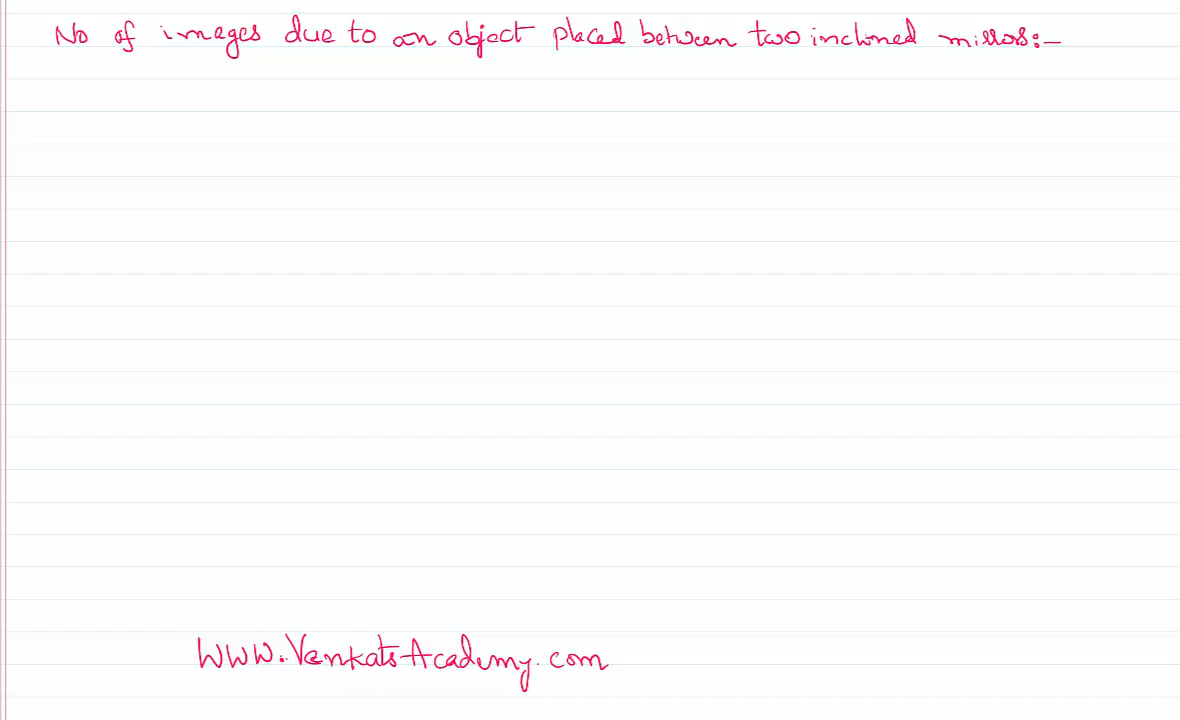 No of images due to an object placed between two inclined mirrors:-
WWW.VenkatsAcademy.com